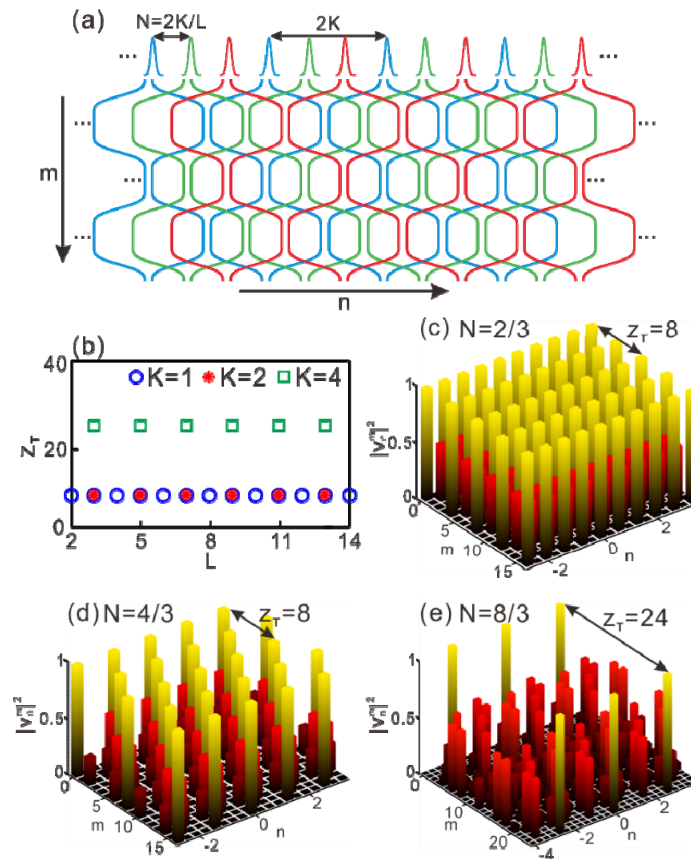 (a)
N=2K/L
2K
... ...
... ...
m
... ...
... ...
n
(b)
40
20
0
Z_T
K=1 K=2 K=4
2 5 8 11 14
L
(c) N=2/3
z_T=8
1
0.5
0
|v_n^m|²
0 5 10 15
m
-2 0 2
n
(d) N=4/3
z_T=8
1
0.5
0
|v_n^m|²
0 5 10 15
m
-2 0 2
n
(e) N=8/3
z_T=24
1
0.5
0
|v_n^m|²
0 10 20
m
-4 -2 0 2
n